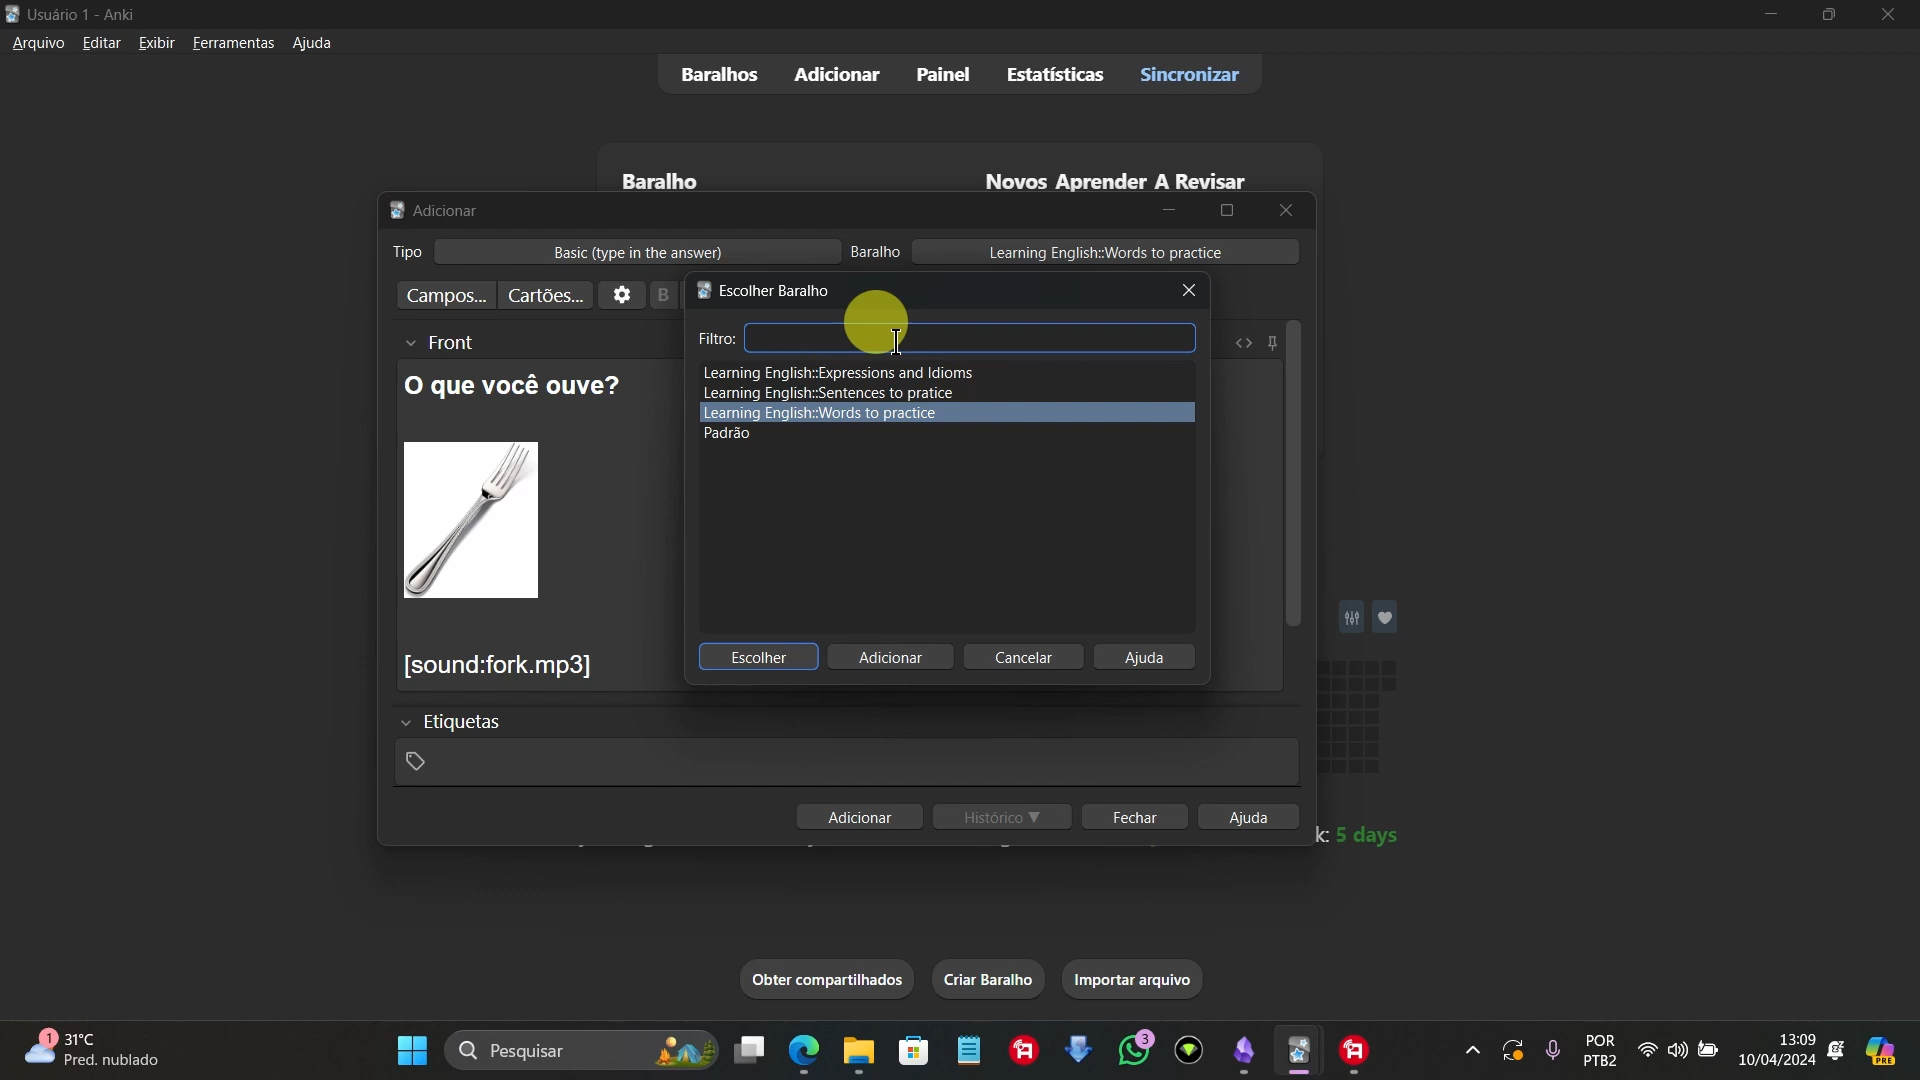 Usuário 1 - Anki
Arquivo Editar Exibir Ferramentas Ajuda
Baralhos Adicionar Painel Estatísticas Sincronizar
Baralho Novos Aprender A Revisar
Adicionar
Tipo Basic (type in the answer) Baralho Learning English::Words to practice
Campos... Cartões... B
Escolher Baralho
Filtro:
Front
Learning English::Expressions and Idioms
Learning English::Sentences to pratice
Learning English::Words to practice
Padrão
O que você ouve?
[sound:fork.mp3]
Escolher Adicionar Cancelar Ajuda
Etiquetas
Adicionar Histórico ▼ Fechar Ajuda
k: 5 days
Obter compartilhados Criar Baralho Importar arquivo
1 31°C
Pred. nublado
Pesquisar
3
POR
PTB2
13:09
10/04/2024
PRE